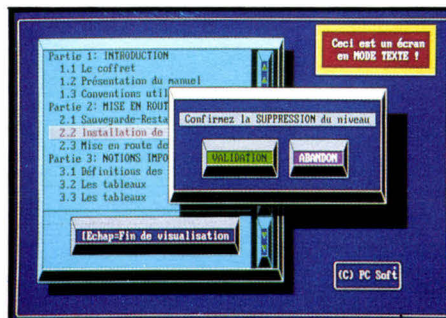 Ceci est un écran
en MODE TEXTE !
Partie 1: INTRODUCTION
1.1 Le coffret
1.2 Présentation du manuel
1.3 Conventions util
Partie 2: MISE EN ROUT
2.1 Sauvegarde-Resta
2.2 Installation de
2.3 Mise en route de
Partie 3: NOTIONS IMPO
3.1 Définitions des
3.2 Les tableaux
3.3 Les tableaux
Confirmez la SUPPRESSION du niveau
VALIDATION
ABANDON
[Echap=Fin de visualisation
(C) PC Soft